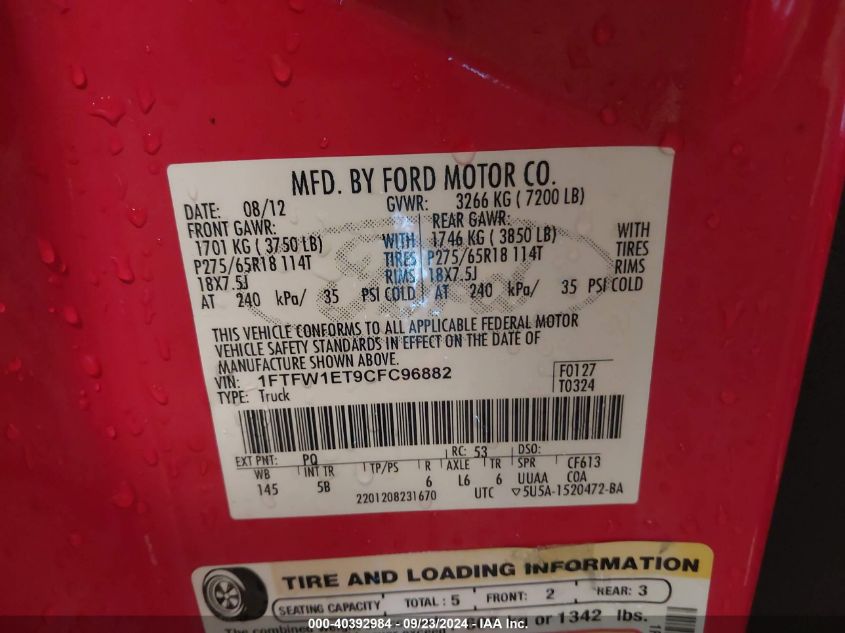 MFD. BY FORD MOTOR CO.
DATE: 08/12 GVWR: 3266 KG ( 7200 LB)
FRONT GAWR: REAR GAWR:
1701 KG ( 3750 LB) WITH 1746 KG ( 3850 LB) WITH
P275/65R18 114T TIRES P275/65R18 114T TIRES
18X7.5J RIMS 18X7.5J RIMS
AT 240 kPa/ 35 PSI COLD AT 240 kPa/ 35 PSI COLD
THIS VEHICLE CONFORMS TO ALL APPLICABLE FEDERAL MOTOR
VEHICLE SAFETY STANDARDS IN EFFECT ON THE DATE OF
MANUFACTURE SHOWN ABOVE.
VIN: 1FTFW1ET9CFC96882 F0127
TYPE: Truck T0324
EXT PNT: PQ RC: 53 DSO:
WB INT TR TP/PS R AXLE TR SPR CF613
145 5B 6 L6 6 UUAA COA
2201208231670 UTC ▽5U5A-1520472-BA
TIRE AND LOADING INFORMATION
SEATING CAPACITY TOTAL: 5 FRONT: 2 REAR: 3
or 1342 lbs.
000-40392984 - 09/23/2024 - IAA Inc.